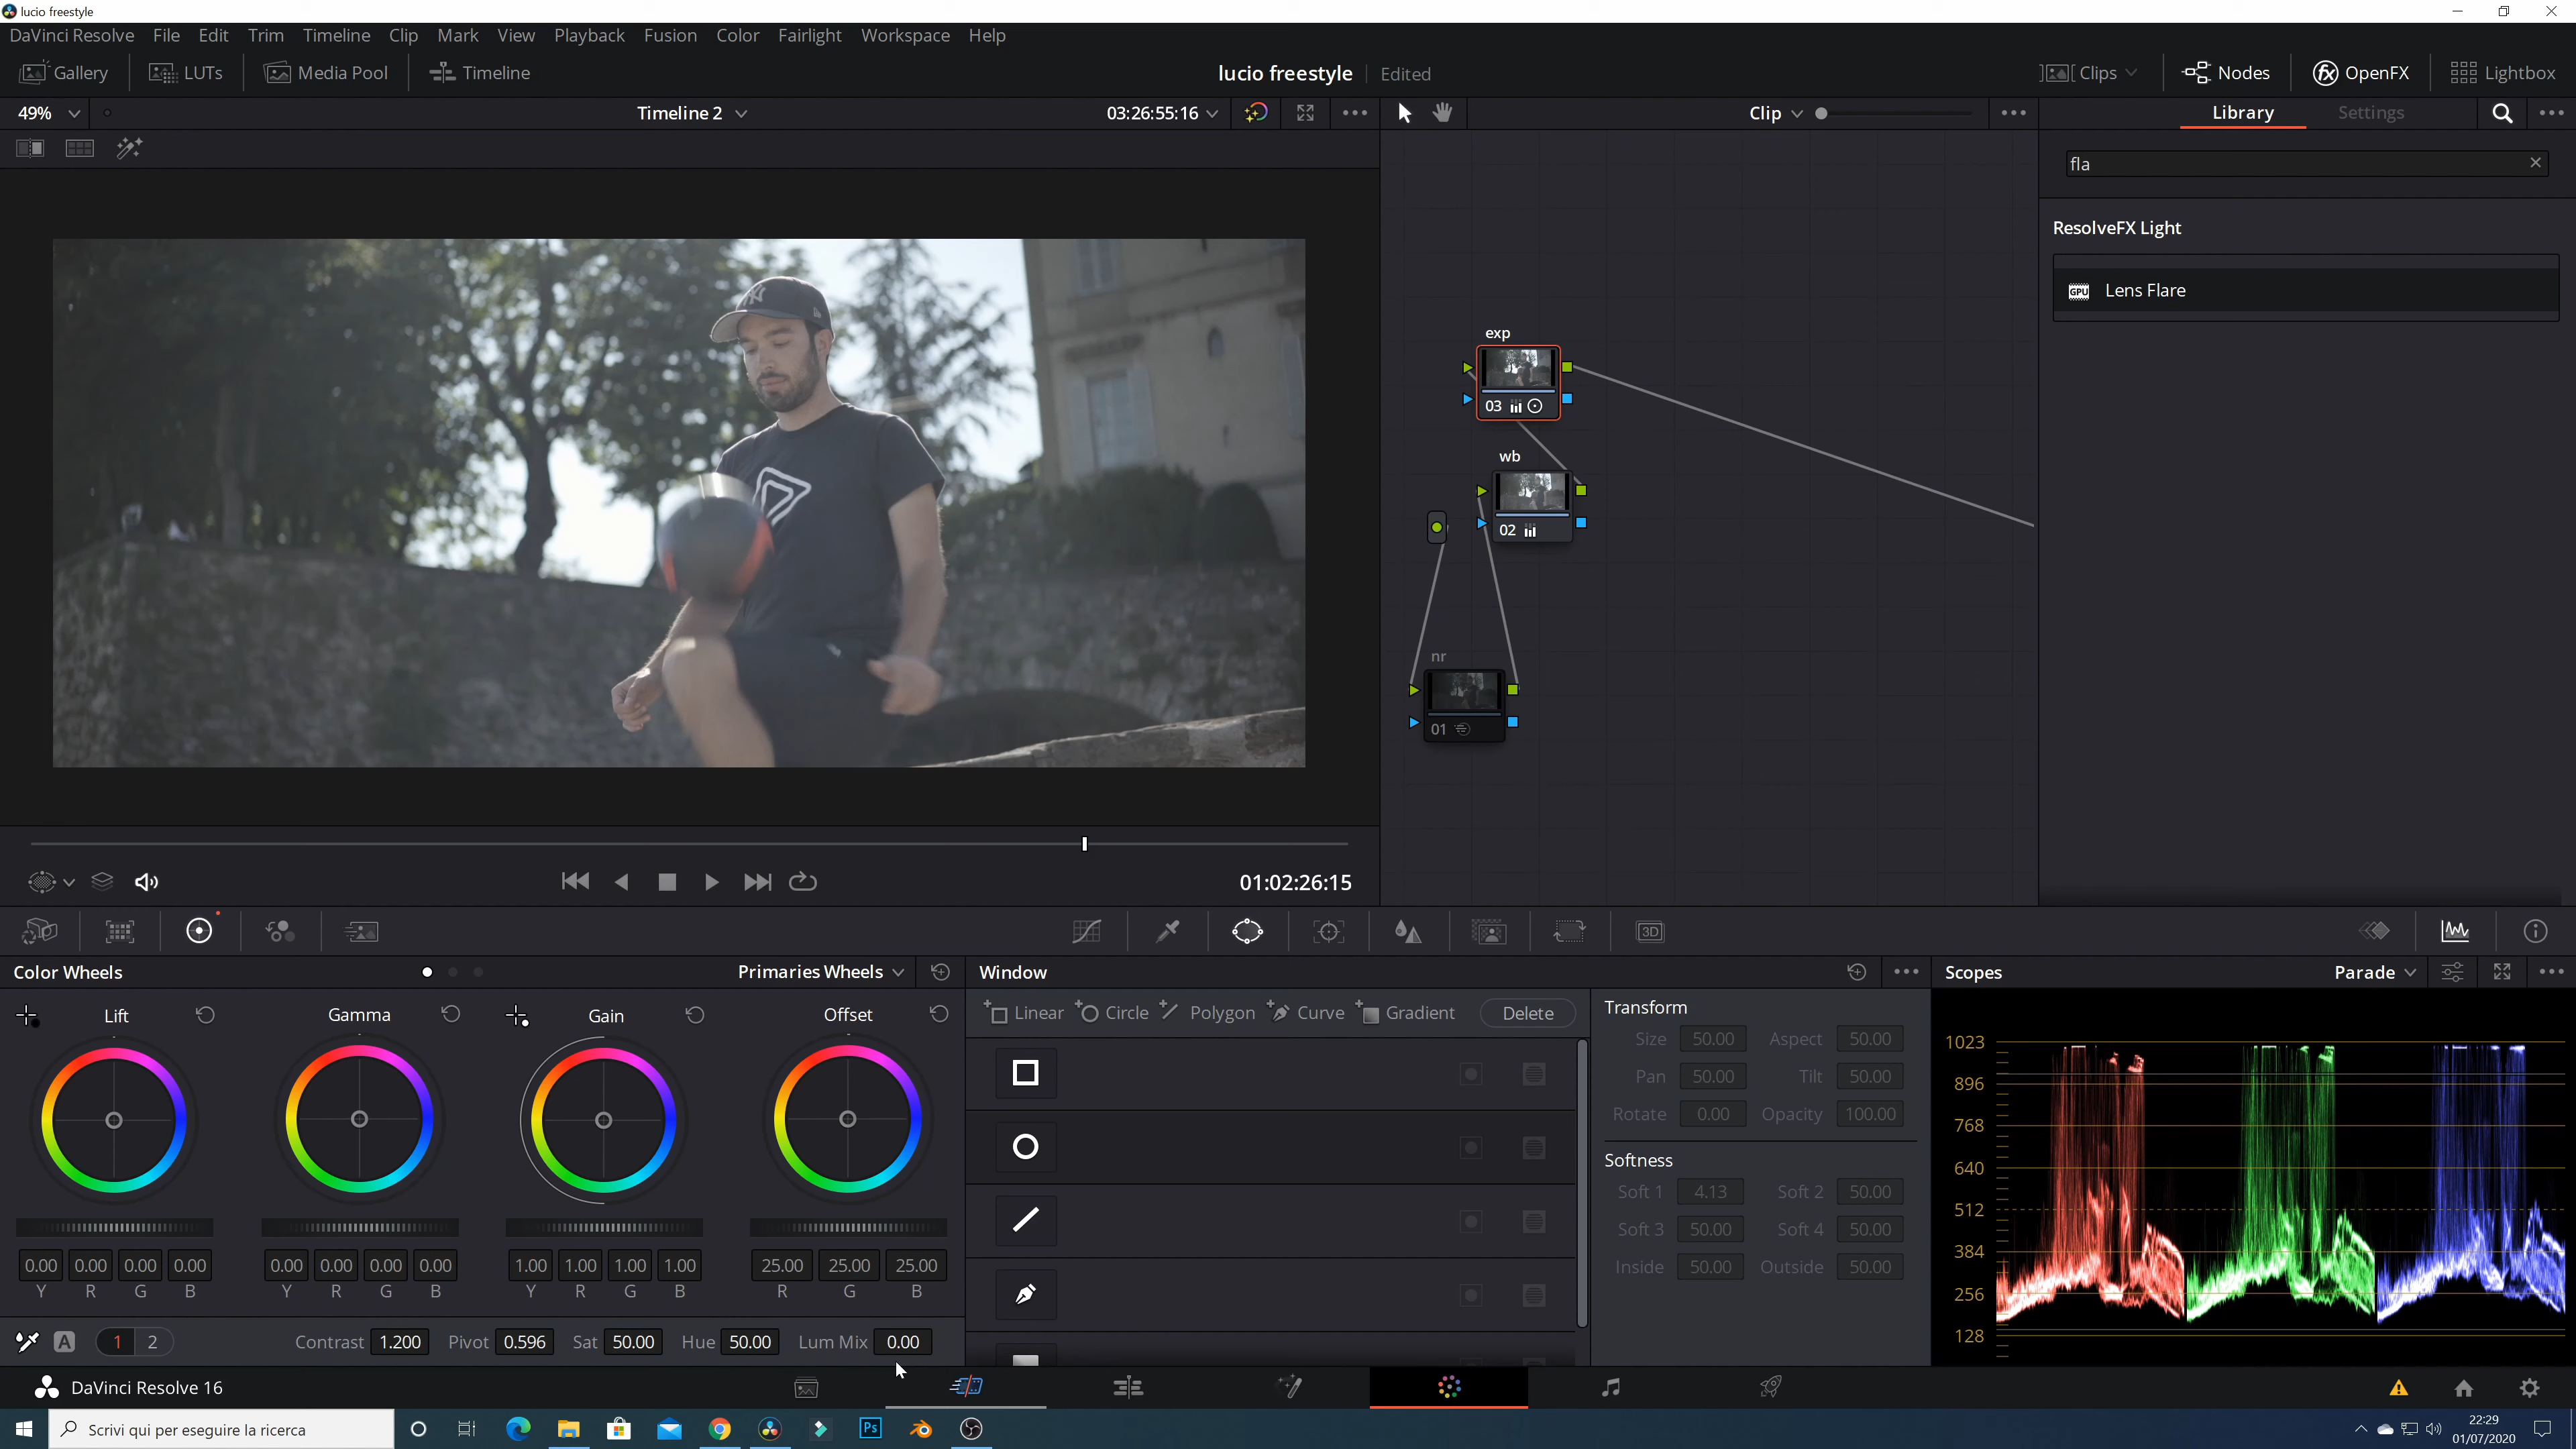 lucio freestyle
DaVinci Resolve File Edit Trim Timeline Clip Mark View Playback Fusion Color Fairlight Workspace Help
Gallery LUTs Media Pool Timeline lucio freestyle Edited Clips Nodes OpenFX Lightbox
49% Timeline 2 03:26:55:16 Clip Library Settings
fla
ResolveFX Light
GPU Lens Flare
exp
03
wb
02
nr
01
01:02:26:15
3D
Color Wheels Primaries Wheels Window Scopes Parade
Lift Gamma Gain Offset
Linear Circle Polygon Curve Gradient Delete
Transform
Size 50.00 Aspect 50.00
Pan 50.00 Tilt 50.00
Rotate 0.00 Opacity 100.00
Softness
Soft 1 4.13 Soft 2 50.00
Soft 3 50.00 Soft 4 50.00
Inside 50.00 Outside 50.00
1023
896
768
640
512
384
256
128
0.00 0.00 0.00 0.00 0.00 0.00 0.00 0.00 1.00 1.00 1.00 1.00 25.00 25.00 25.00
Y R G B Y R G B Y R G B R G B
A 1 2 Contrast 1.200 Pivot 0.596 Sat 50.00 Hue 50.00 Lum Mix 0.00
DaVinci Resolve 16
Scrivi qui per eseguire la ricerca
Ps
22:29
01/07/2020